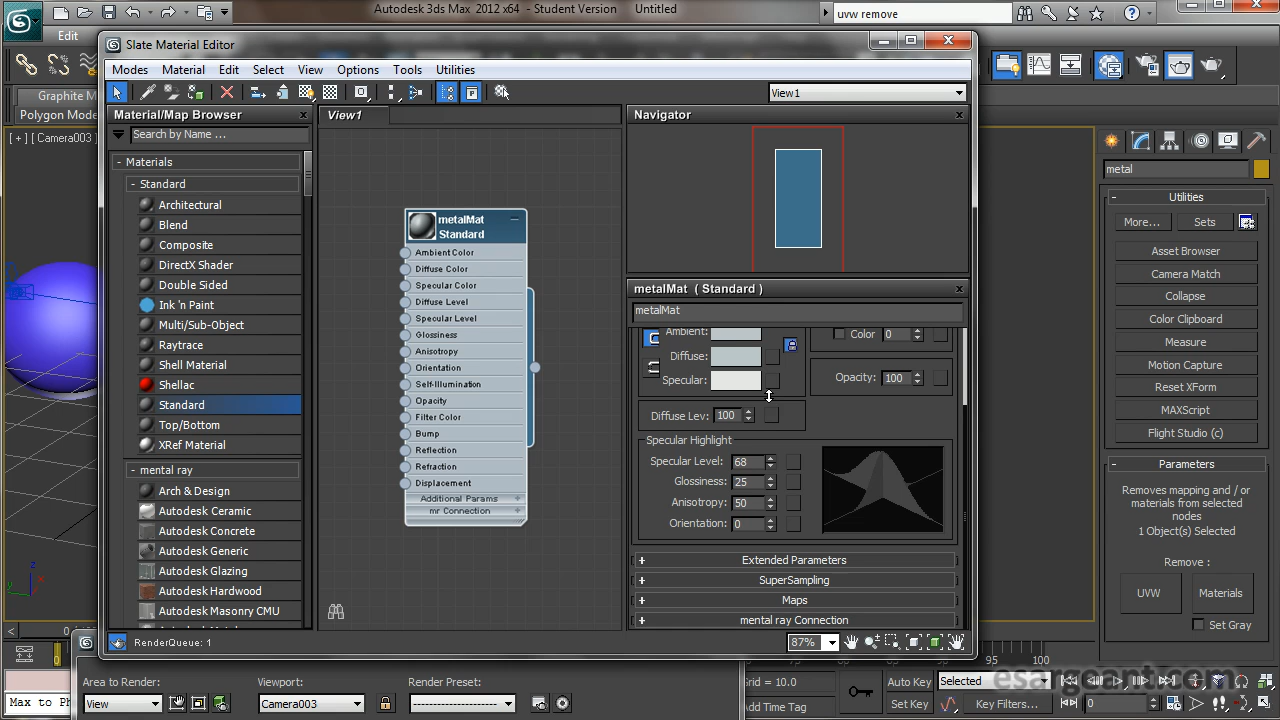 Autodesk 3ds Max 2012 x64 - Student Version Untitled
uvw remove
Edit
Slate Material Editor
Modes Material Edit Select View Options Tools Utilities
View1
Graphite M
Polygon Mode
[ + ] [ Camera003 ]
Material/Map Browser
Search by Name ...
- Materials
- Standard
Architectural
Blend
Composite
DirectX Shader
Double Sided
Ink 'n Paint
Multi/Sub-Object
Raytrace
Shell Material
Shellac
Standard
Top/Bottom
XRef Material
- mental ray
Arch & Design
Autodesk Ceramic
Autodesk Concrete
Autodesk Generic
Autodesk Glazing
Autodesk Hardwood
Autodesk Masonry CMU
View1
metalMat
Standard
Ambient Color
Diffuse Color
Specular Color
Diffuse Level
Specular Level
Glossiness
Anisotropy
Orientation
Self-Illumination
Opacity
Filter Color
Bump
Reflection
Refraction
Displacement
Additional Params +
mr Connection +
Navigator
metalMat ( Standard )
metalMat
Ambient:
Diffuse:
Specular:
Color 0
Opacity: 100
Diffuse Lev: 100
Specular Highlight
Specular Level: 68
Glossiness: 25
Anisotropy: 50
Orientation: 0
+ Extended Parameters
+ SuperSampling
+ Maps
+ mental ray Connection
RenderQueue: 1
87%
metal
- Utilities
More... Sets
Asset Browser
Camera Match
Collapse
Color Clipboard
Measure
Motion Capture
Reset XForm
MAXScript
Flight Studio (c)
- Parameters
Removes mapping and / or
materials from selected
nodes
1 Object(s) Selected
Remove :
UVW Materials
Set Gray
z
x
y
95 100
esargeant.com
Max to Ph
Area to Render:
View
Viewport:
Camera003
Render Preset:
Grid = 10.0
Add Time Tag
Auto Key Selected
Set Key Key Filters...
0